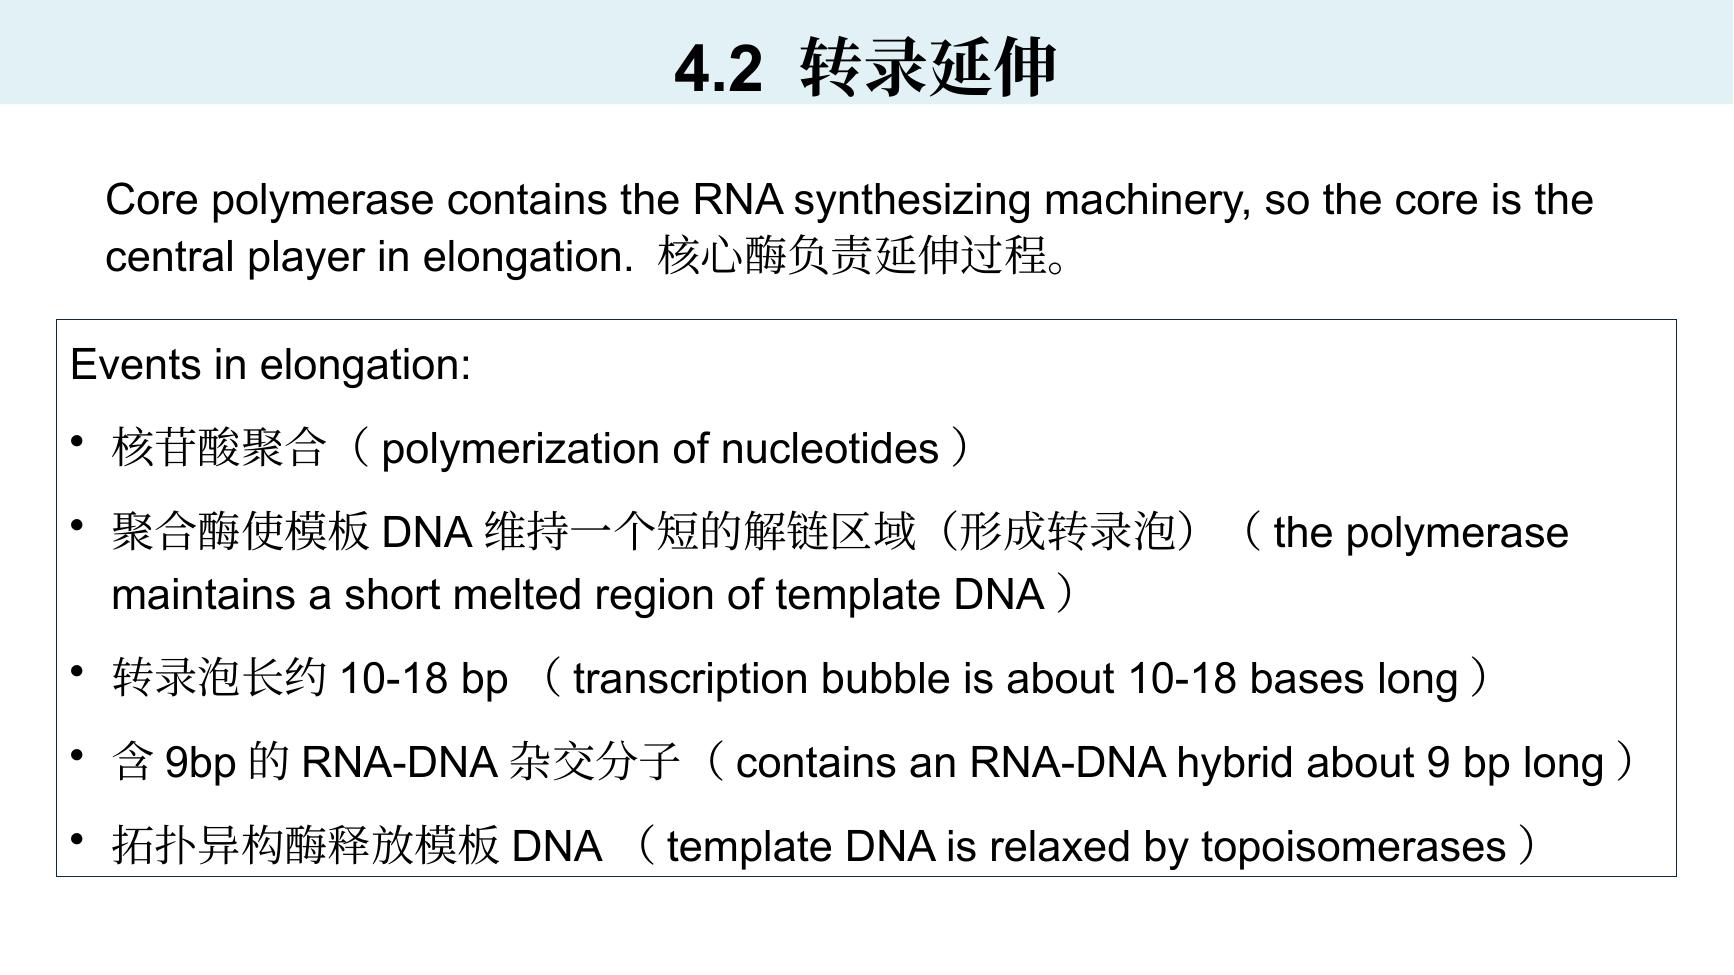 4.2 转录延伸
Core polymerase contains the RNA synthesizing machinery, so the core is the
central player in elongation. 核心酶负责延伸过程。
Events in elongation:
• 核苷酸聚合（ polymerization of nucleotides ）
• 聚合酶使模板 DNA 维持一个短的解链区域（形成转录泡）（ the polymerase
maintains a short melted region of template DNA ）
• 转录泡长约 10-18 bp （ transcription bubble is about 10-18 bases long ）
• 含 9bp 的 RNA-DNA 杂交分子（ contains an RNA-DNA hybrid about 9 bp long ）
• 拓扑异构酶释放模板 DNA （ template DNA is relaxed by topoisomerases ）